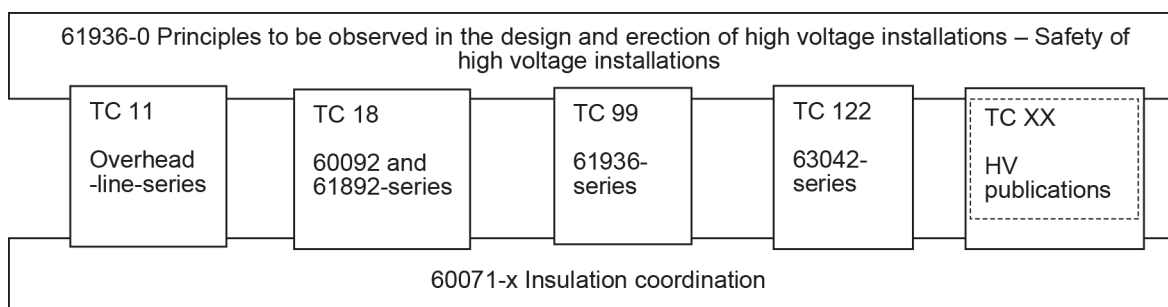 61936-0 Principles to be observed in the design and erection of high voltage installations – Safety of
high voltage installations
TC 11
Overhead
-line-series
TC 18
60092 and
61892-series
TC 99
61936-
series
TC 122
63042-
series
TC XX
HV
publications
60071-x Insulation coordination